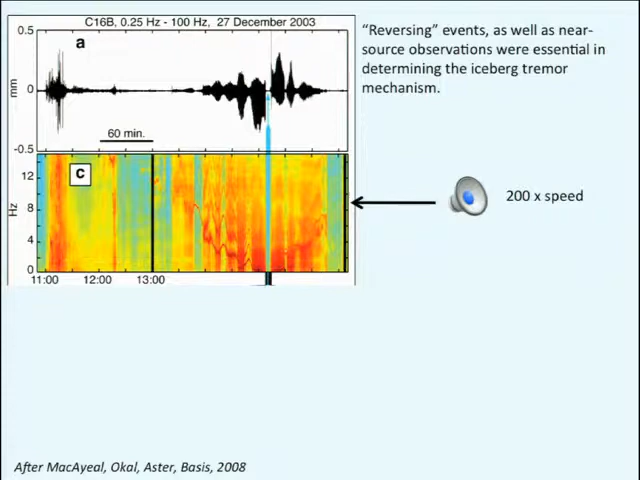 C16B, 0.25 Hz - 100 Hz, 27 December 2003
a
0.5
mm
0
-0.5
60 min.
c
Hz
12
8
4
0
11:00 12:00 13:00
“Reversing” events, as well as near-
source observations were essential in
determining the iceberg tremor
mechanism.
200 x speed
After MacAyeal, Okal, Aster, Basis, 2008